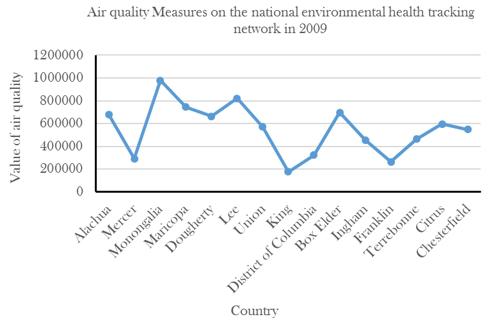 Air quality Measures on the national environmental health tracking
network in 2009
Value of air quality
1200000
1000000
800000
600000
400000
200000
0
Alachua
Mercer
Monongalia
Maricopa
Dougherty
Lee
Union
King
District of Columbia
Box Elder
Ingham
Franklin
Terrebonne
Citrus
Chesterfield
Country